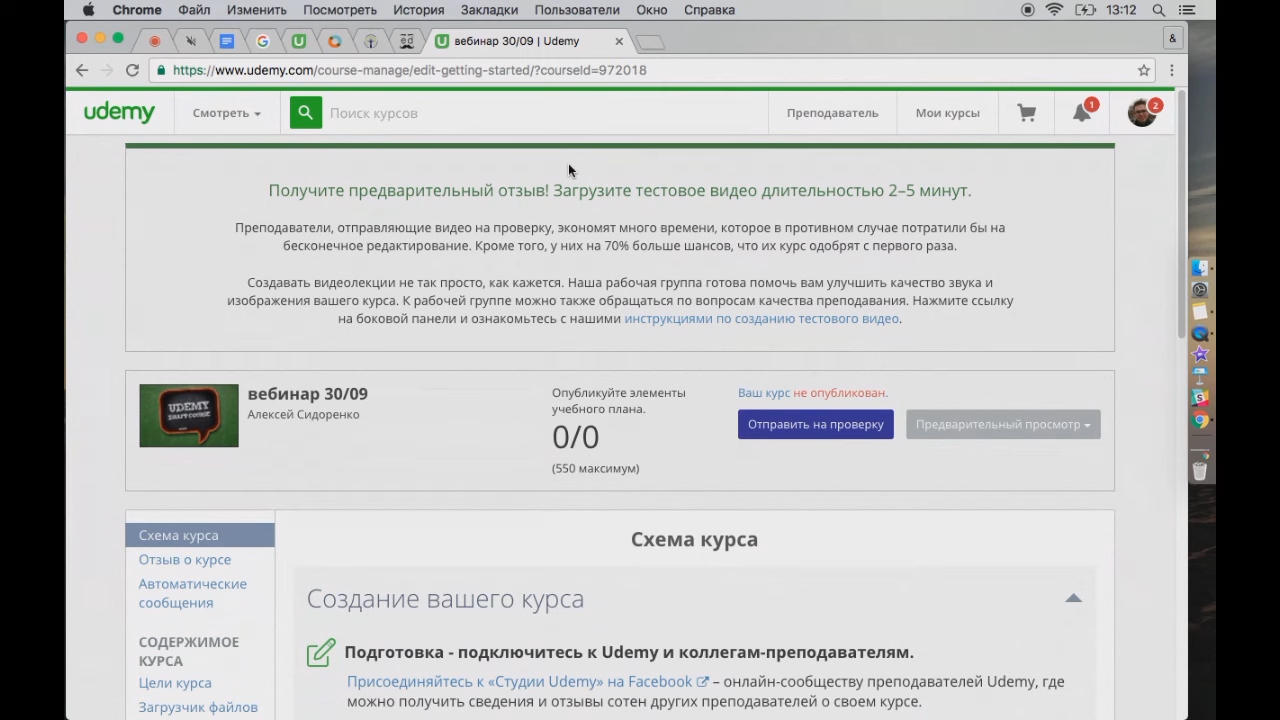 Chrome Файл Изменить Посмотреть История Закладки Пользователи Окно Справка 13:12
вебинар 30/09 | Udemy
https://www.udemy.com/course-manage/edit-getting-started/?courseId=972018
udemy Смотреть Поиск курсов Преподаватель Мои курсы 1 2
Получите предварительный отзыв! Загрузите тестовое видео длительностью 2–5 минут.
Преподаватели, отправляющие видео на проверку, экономят много времени, которое в противном случае потратили бы на
бесконечное редактирование. Кроме того, у них на 70% больше шансов, что их курс одобрят с первого раза.
Создавать видеолекции не так просто, как кажется. Наша рабочая группа готова помочь вам улучшить качество звука и
изображения вашего курса. К рабочей группе можно также обращаться по вопросам качества преподавания. Нажмите ссылку
на боковой панели и ознакомьтесь с нашими инструкциями по созданию тестового видео.
UDEMY
DRAFT COURSE
вебинар 30/09
Алексей Сидоренко
Опубликуйте элементы
учебного плана.
0/0
(550 максимум)
Ваш курс не опубликован.
Отправить на проверку Предварительный просмотр
Схема курса
Отзыв о курсе
Автоматические
сообщения
СОДЕРЖИМОЕ
КУРСА
Цели курса
Загрузчик файлов
Схема курса
Создание вашего курса
Подготовка - подключитесь к Udemy и коллегам-преподавателям.
Присоединяйтесь к «Студии Udemy» на Facebook – онлайн-сообществу преподавателей Udemy, где
можно получить сведения и отзывы сотен других преподавателей о своем курсе.